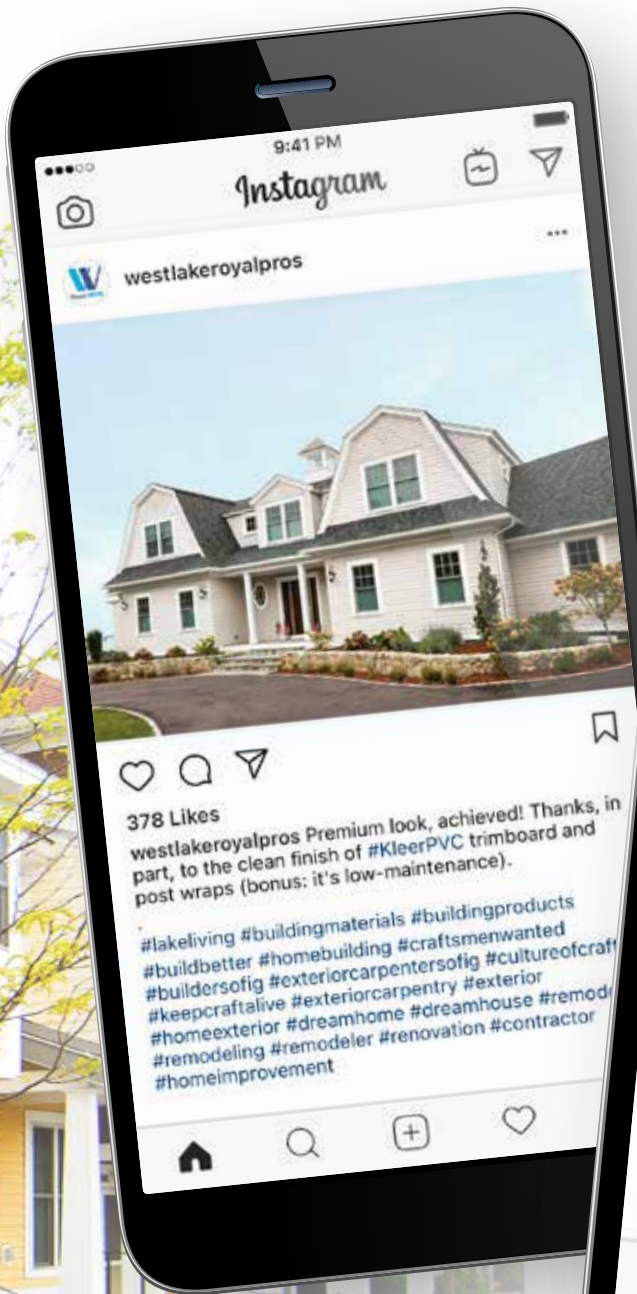 9:41 PM
Instagram
westlakeroyalpros
378 Likes
westlakeroyalpros Premium look, achieved! Thanks, in
part, to the clean finish of #KleerPVC trimboard and
post wraps (bonus: it's low-maintenance).
.
#lakeliving #buildingmaterials #buildingproducts
#buildbetter #homebuilding #craftsmenwanted
#buildersofig #exteriorcarpentersofig #cultureofcraft
#keepcraftalive #exteriorcarpentry #exterior
#homeexterior #dreamhome #dreamhouse #remod
#remodeling #remodeler #renovation #contractor
#homeimprovement